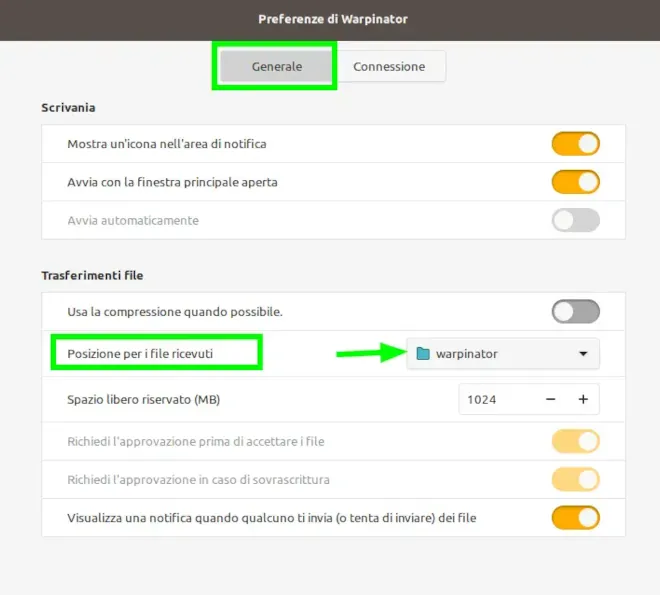 Preferenze di Warpinator
Generale
Connessione
Scrivania
Mostra un'icona nell'area di notifica
Avvia con la finestra principale aperta
Avvia automaticamente
Trasferimenti file
Usa la compressione quando possibile.
Posizione per i file ricevuti
warpinator
Spazio libero riservato (MB)
1024
Richiedi l'approvazione prima di accettare i file
Richiedi l'approvazione in caso di sovrascrittura
Visualizza una notifica quando qualcuno ti invia (o tenta di inviare) dei file